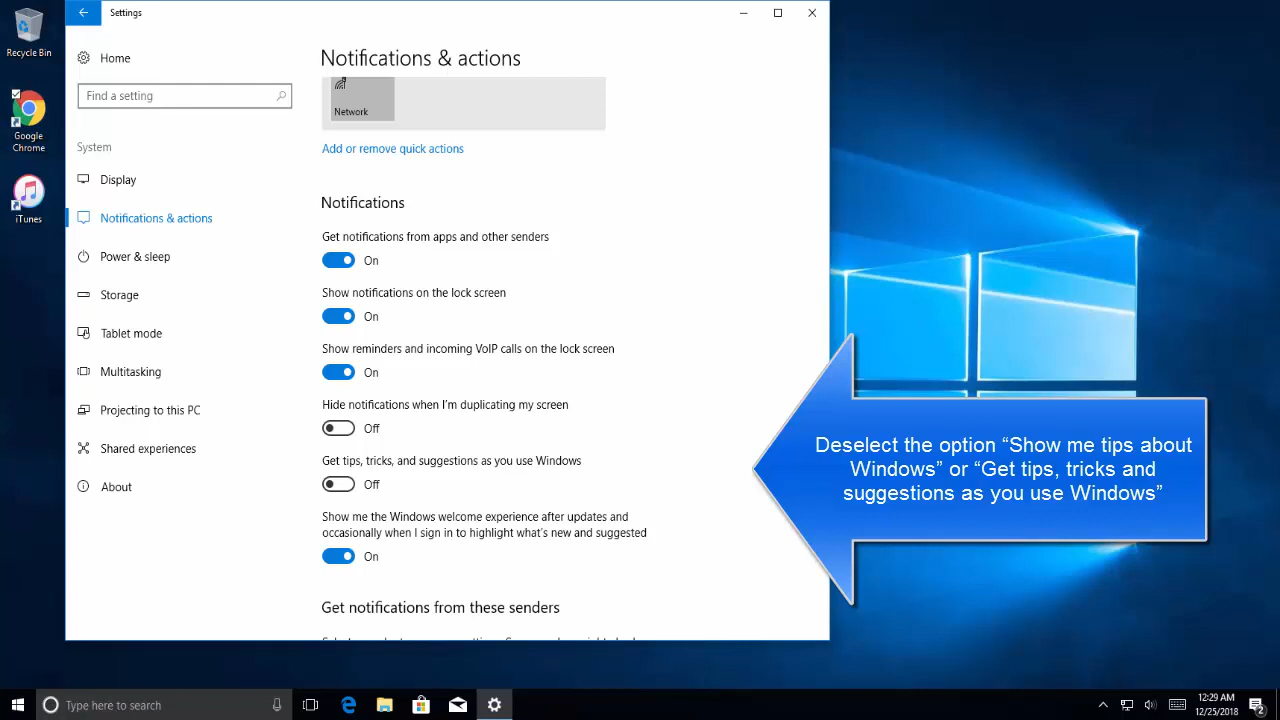 Recycle Bin
Google
Chrome
iTunes
Settings
Home
Find a setting
System
Display
Notifications & actions
Power & sleep
Storage
Tablet mode
Multitasking
Projecting to this PC
Shared experiences
About
Notifications & actions
Network
Add or remove quick actions
Notifications
Get notifications from apps and other senders
On
Show notifications on the lock screen
On
Show reminders and incoming VoIP calls on the lock screen
On
Hide notifications when I'm duplicating my screen
Off
Get tips, tricks, and suggestions as you use Windows
Off
Show me the Windows welcome experience after updates and
occasionally when I sign in to highlight what's new and suggested
On
Get notifications from these senders
Deselect the option “Show me tips about
Windows” or “Get tips, tricks and
suggestions as you use Windows”
Type here to search
12:29 AM
12/25/2018
2